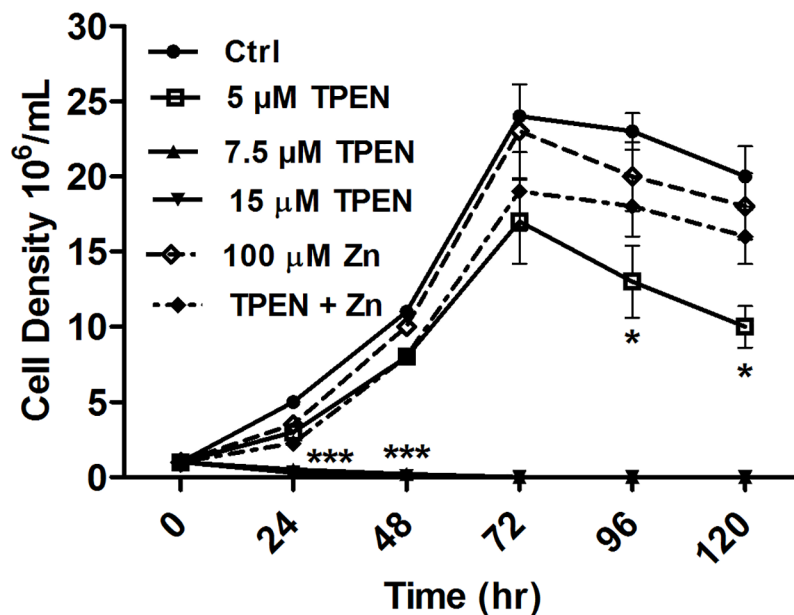 Cell Density 10⁶/mL
30
25
20
15
10
5
0
Ctrl
5 µM TPEN
7.5 µM TPEN
15 µM TPEN
100 µM Zn
TPEN + Zn
*
*
*** ***
0 24 48 72 96 120
Time (hr)